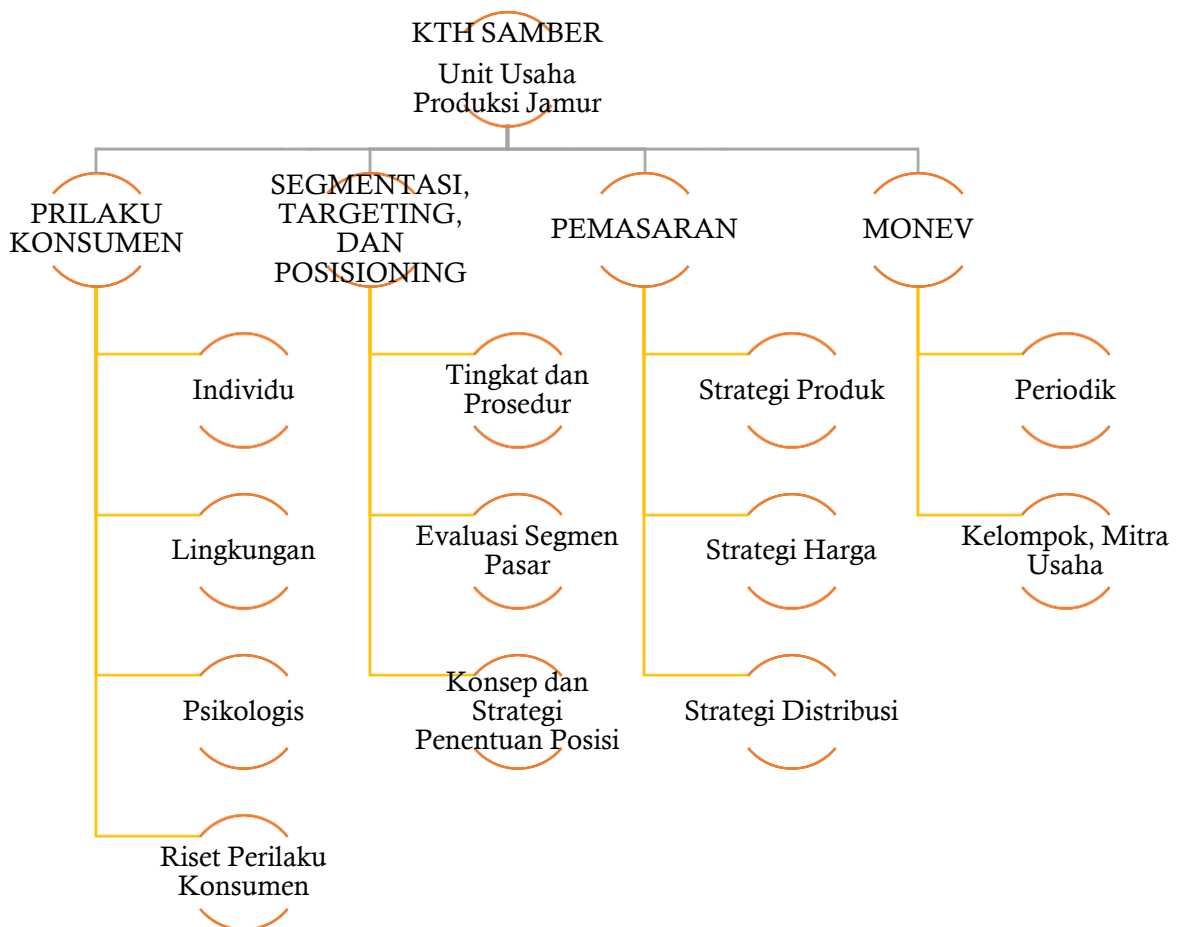 KTH SAMBER
Unit Usaha
Produksi Jamur
PRILAKU
KONSUMEN
SEGMENTASI,
TARGETING,
DAN
POSISIONING
PEMASARAN
MONEV
Individu
Lingkungan
Psikologis
Riset Perilaku
Konsumen
Tingkat dan
Prosedur
Evaluasi Segmen
Pasar
Konsep dan
Strategi
Penentuan Posisi
Strategi Produk
Strategi Harga
Strategi Distribusi
Periodik
Kelompok, Mitra
Usaha